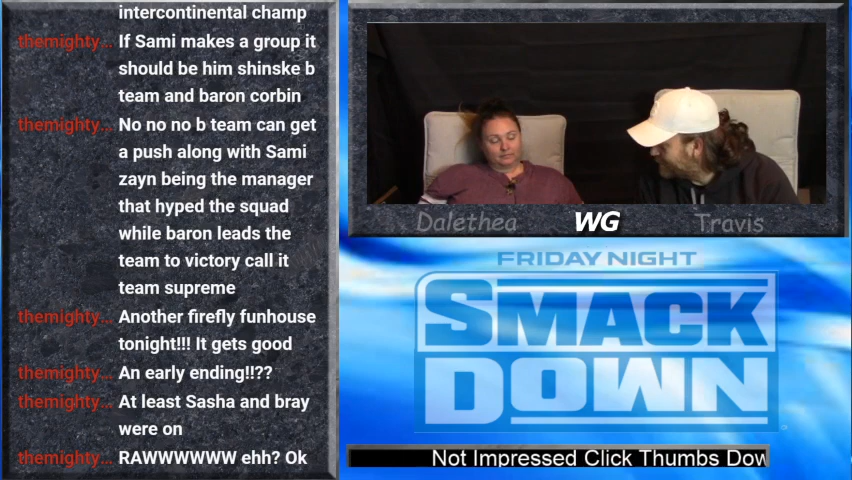 intercontinental champ
themighty... If Sami makes a group it
should be him shinske b
team and baron corbin
themighty... No no no b team can get
a push along with Sami
zayn being the manager
that hyped the squad
while baron leads the
team to victory call it
team supreme
themighty... Another firefly funhouse
tonight!!! It gets good
themighty... An early ending!!??
themighty... At least Sasha and bray
were on
themighty... RAWWWWWW ehh? Ok
Dalethea WG Travis
FRIDAY NIGHT
SMACK
DOWN
Not Impressed Click Thumbs Dow